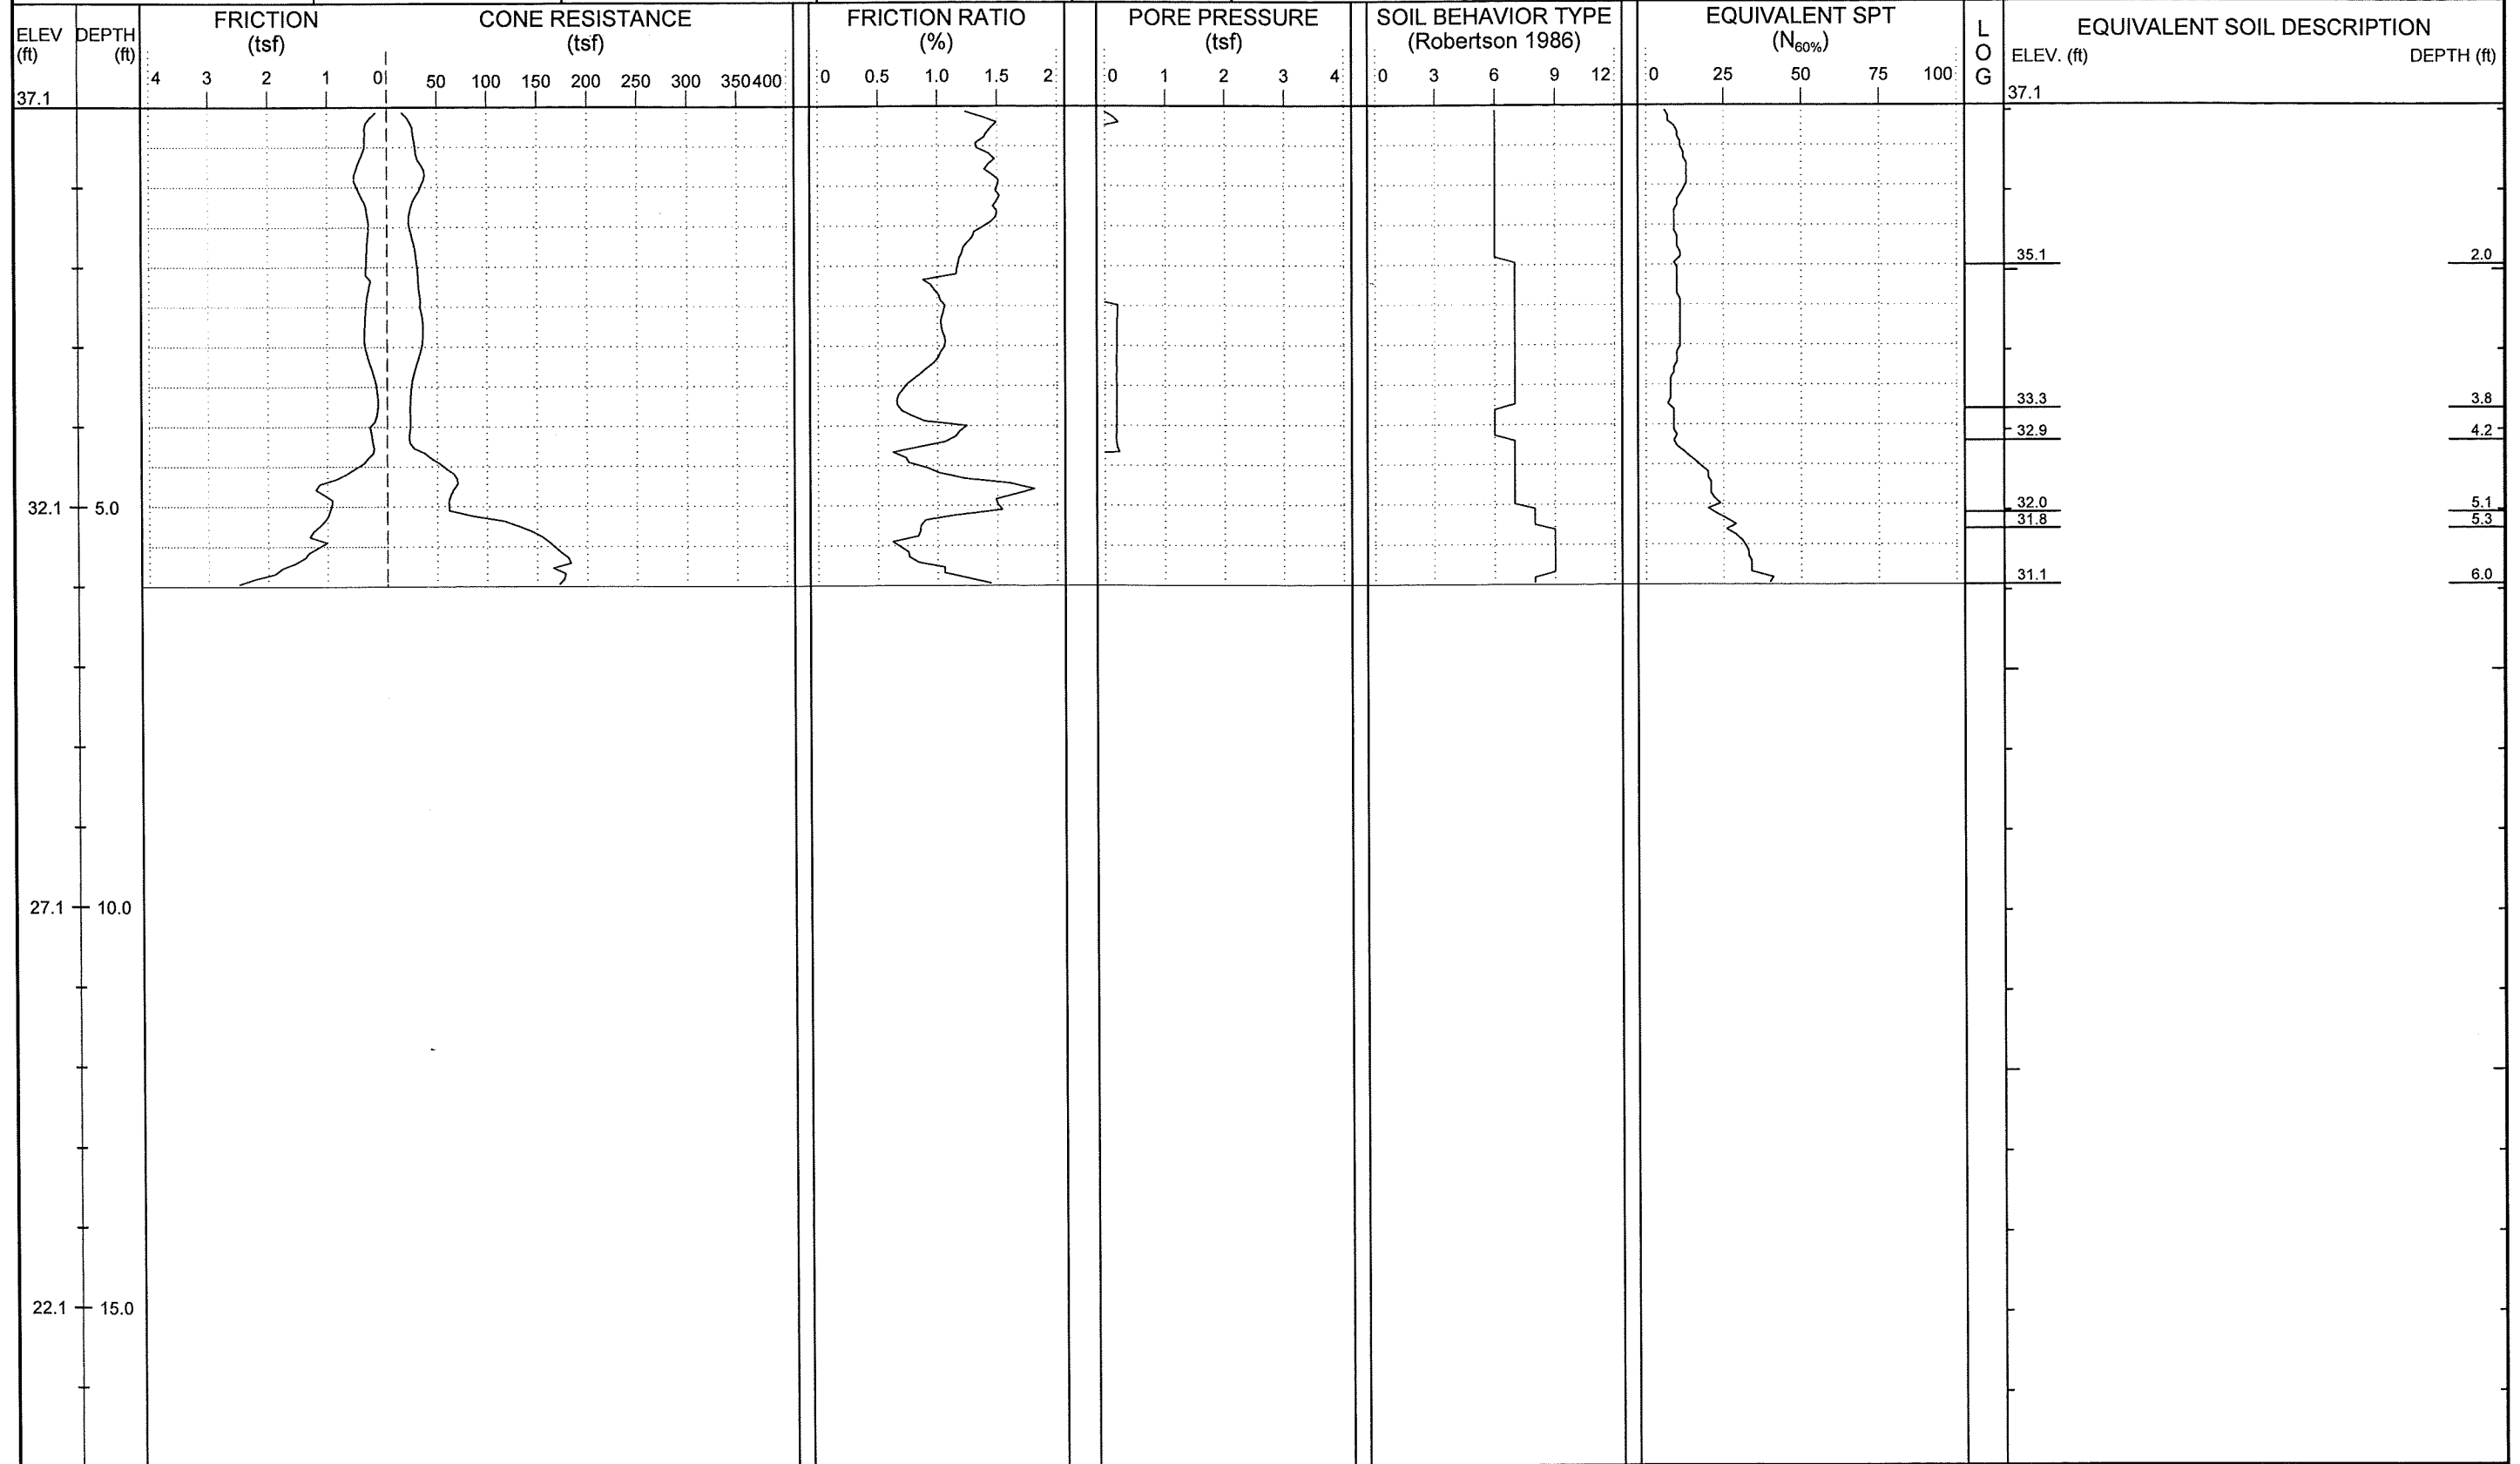 ELEV (ft)
DEPTH (ft)
FRICTION (tsf)
CONE RESISTANCE (tsf)
FRICTION RATIO (%)
PORE PRESSURE (tsf)
SOIL BEHAVIOR TYPE (Robertson 1986)
EQUIVALENT SPT (N60%)
LOG
EQUIVALENT SOIL DESCRIPTION
ELEV. (ft) DEPTH (ft)
4 3 2 1 0 50 100 150 200 250 300 350 400
0 0.5 1.0 1.5 2
0 1 2 3 4
0 3 6 9 12
0 25 50 75 100
37.1
37.1
35.1 2.0
33.3 3.8
32.9 4.2
32.1 5.0
32.0 5.1
31.8 5.3
31.1 6.0
27.1 10.0
22.1 15.0